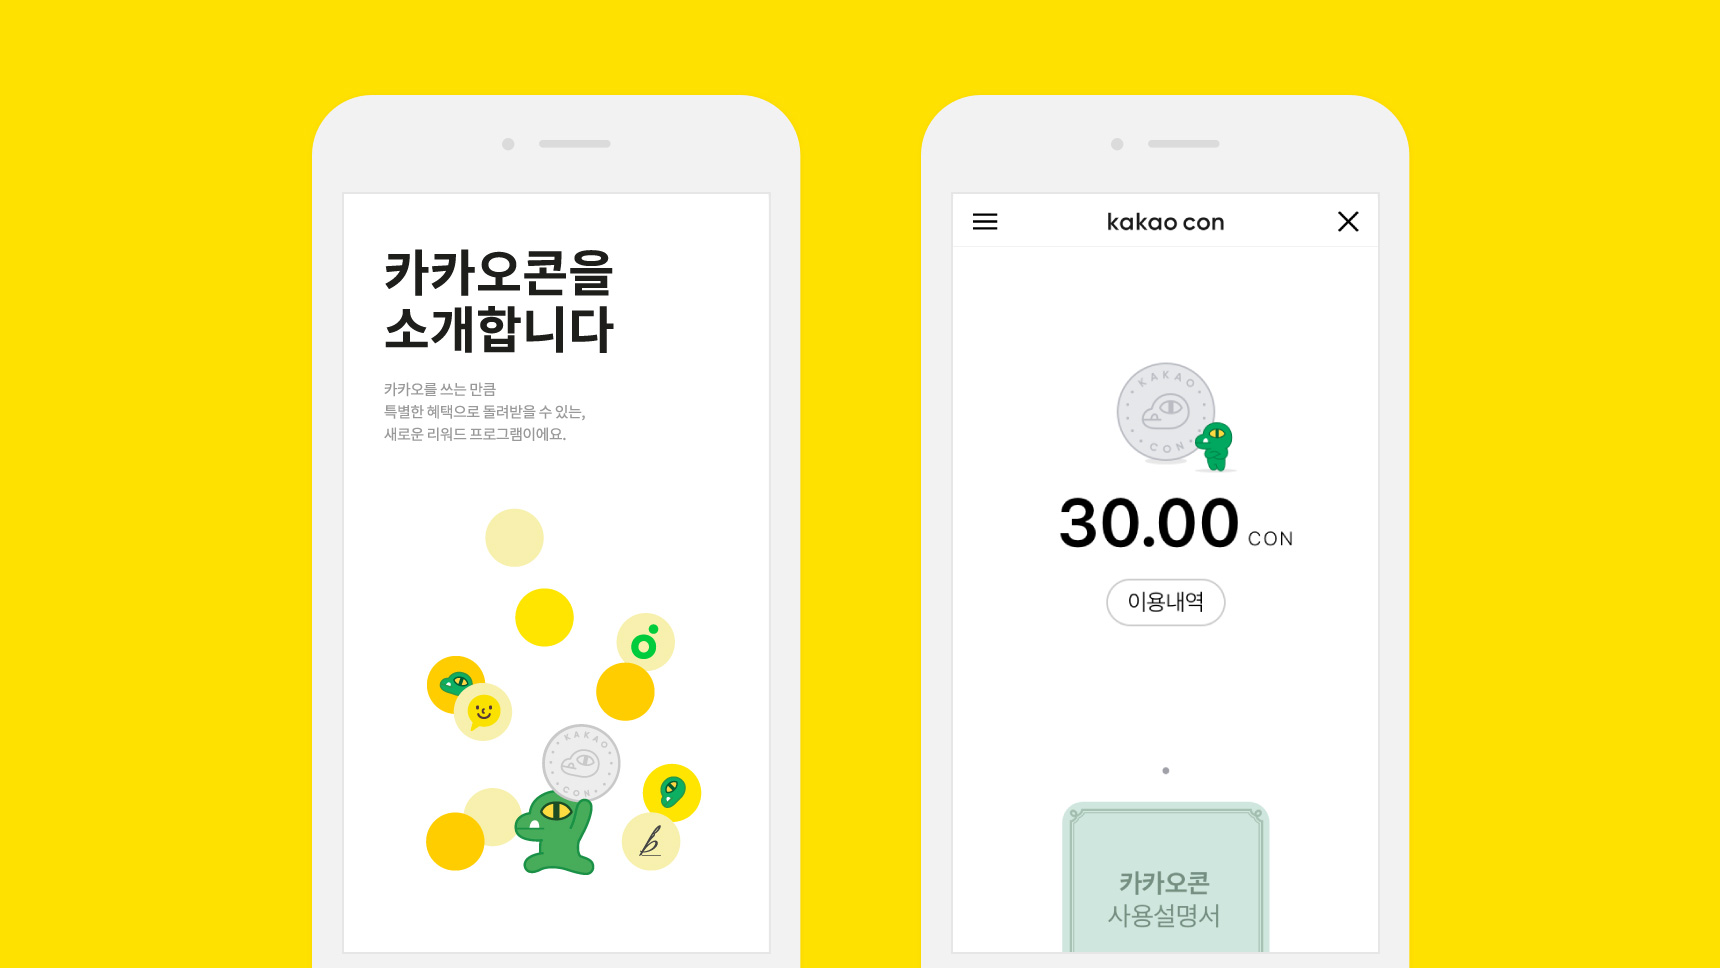 카카오콘을
소개합니다
카카오를 쓰는 만큼
특별한 혜택으로 돌려받을 수 있는,
새로운 리워드 프로그램이에요.
KAKAO
CON
b
kakao con
KAKAO
CON
30.00 CON
이용내역
카카오콘
사용설명서